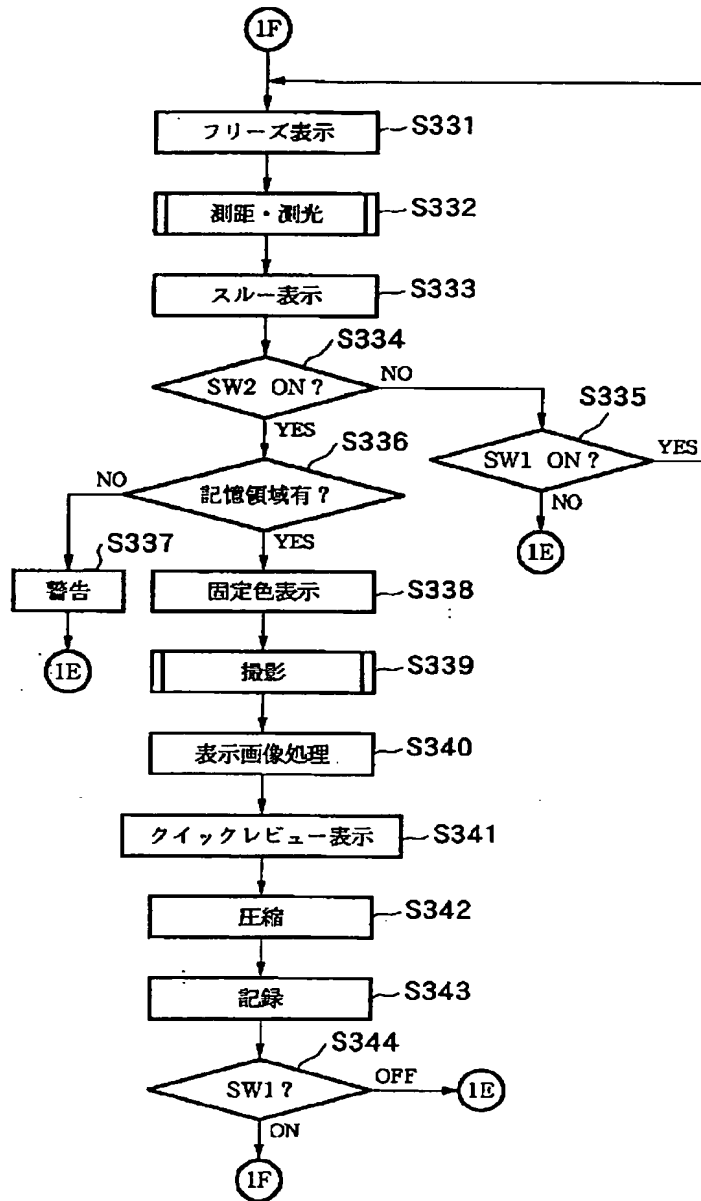 1F
フリーズ表示 S331
測距・測光 S332
スルー表示 S333
S334
SW2 ON？ NO
YES
S335
SW1 ON？ YES
NO
1E
S336
NO 記憶領域有？
YES
S337
警告
1E
固定色表示 S338
撮影 S339
表示画像処理 S340
クイックレビュー表示 S341
圧縮 S342
記録 S343
S344
SW1？ OFF 1E
ON
1F